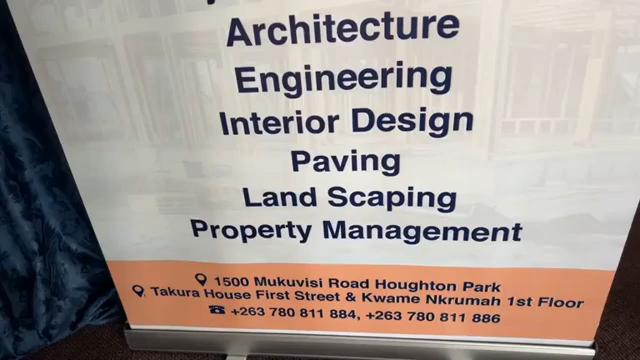 Architecture
Engineering
Interior Design
Paving
Land Scaping
Property Management
1500 Mukuvisi Road Houghton Park
Takura House First Street & Kwame Nkrumah 1st Floor
+263 780 811 884, +263 780 811 886